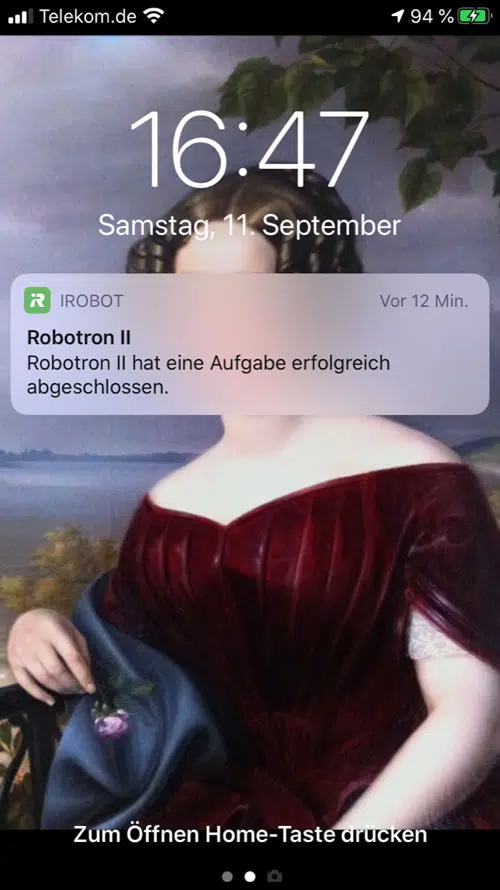 Telekom.de 94 %
16:47
Samstag, 11. September
IROBOT Vor 12 Min.
Robotron II
Robotron II hat eine Aufgabe erfolgreich
abgeschlossen.
Zum Öffnen Home-Taste drücken